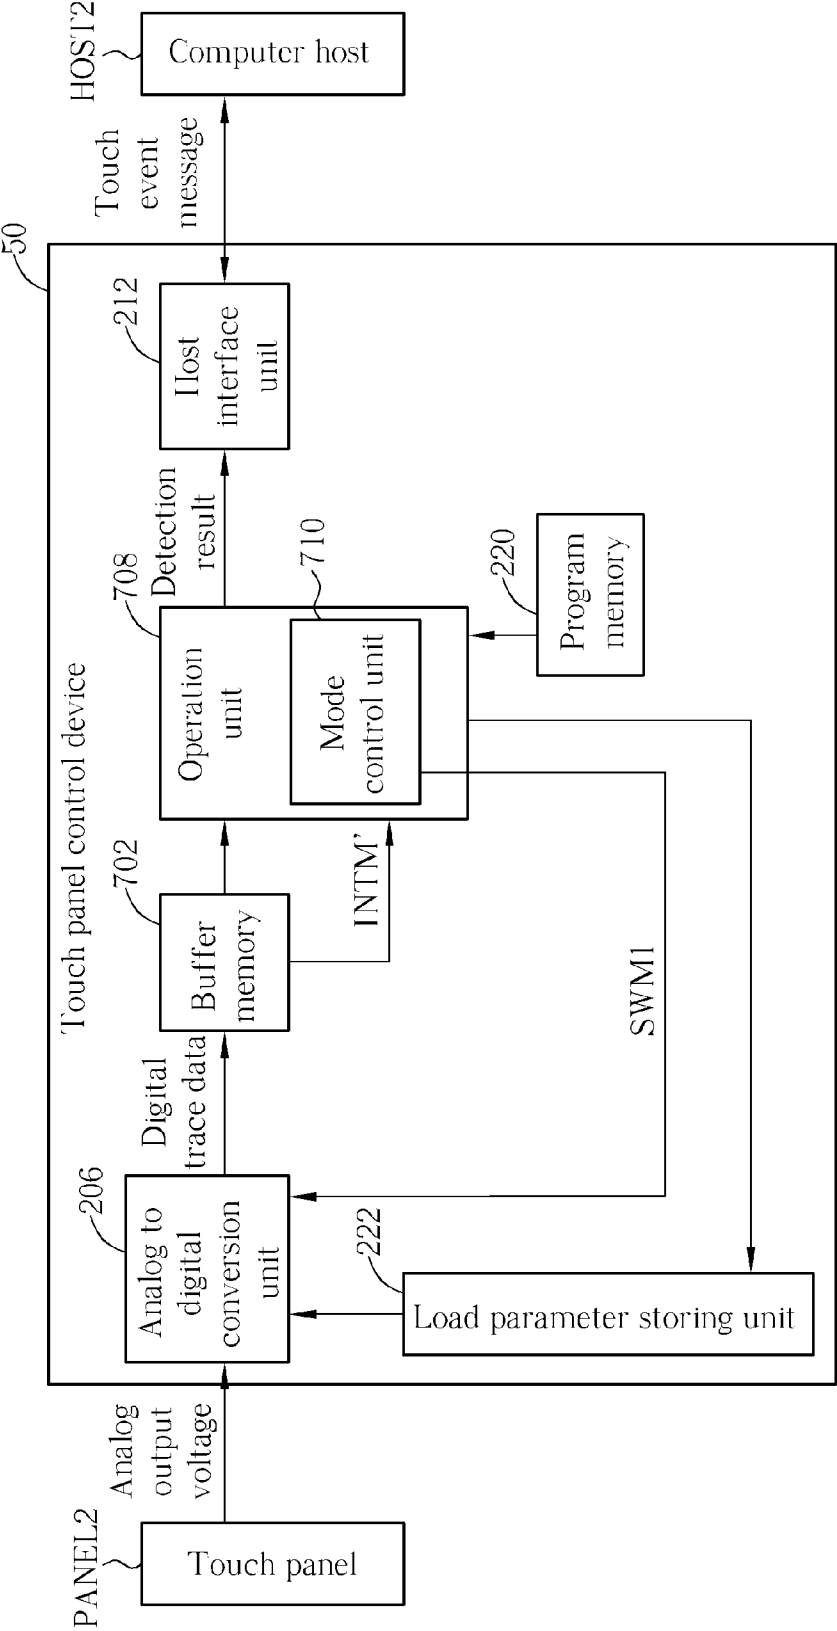 HOST2
Computer host
Touch
event
message
50
Touch panel control device
212
Host
interface
unit
Detection
result
708
Operation
unit
710
Mode
control unit
220
Program
memory
702
Buffer
memory
INTM’
SWM1
Digital
trace data
206
Analog to
digital
conversion
unit
222
Load parameter storing unit
Analog
output
voltage
PANEL2
Touch panel